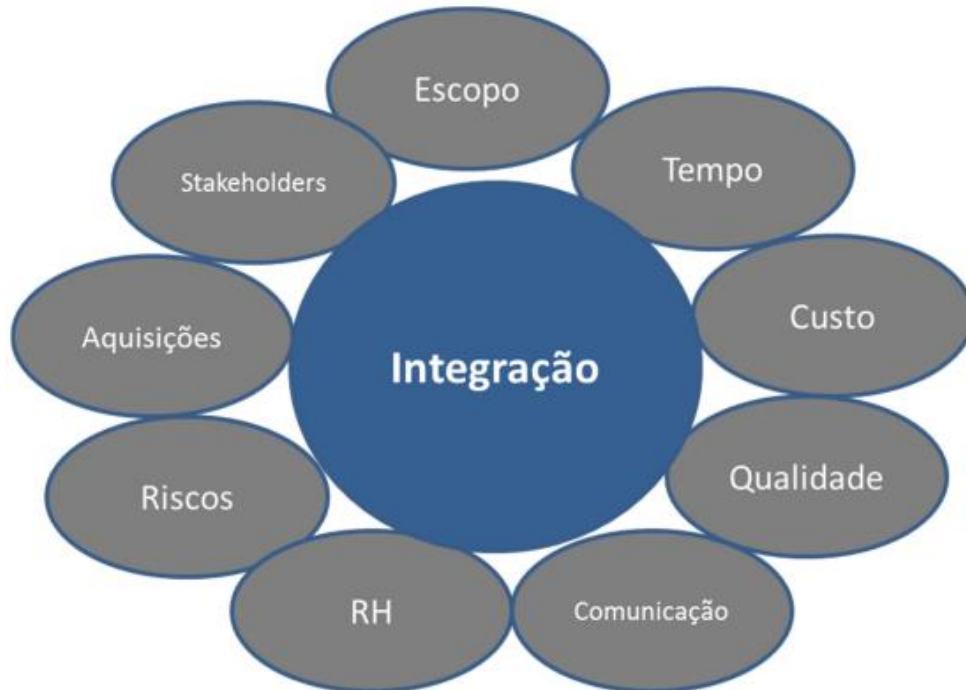 Escopo
Tempo
Custo
Qualidade
Comunicação
RH
Riscos
Aquisições
Stakeholders
Integração